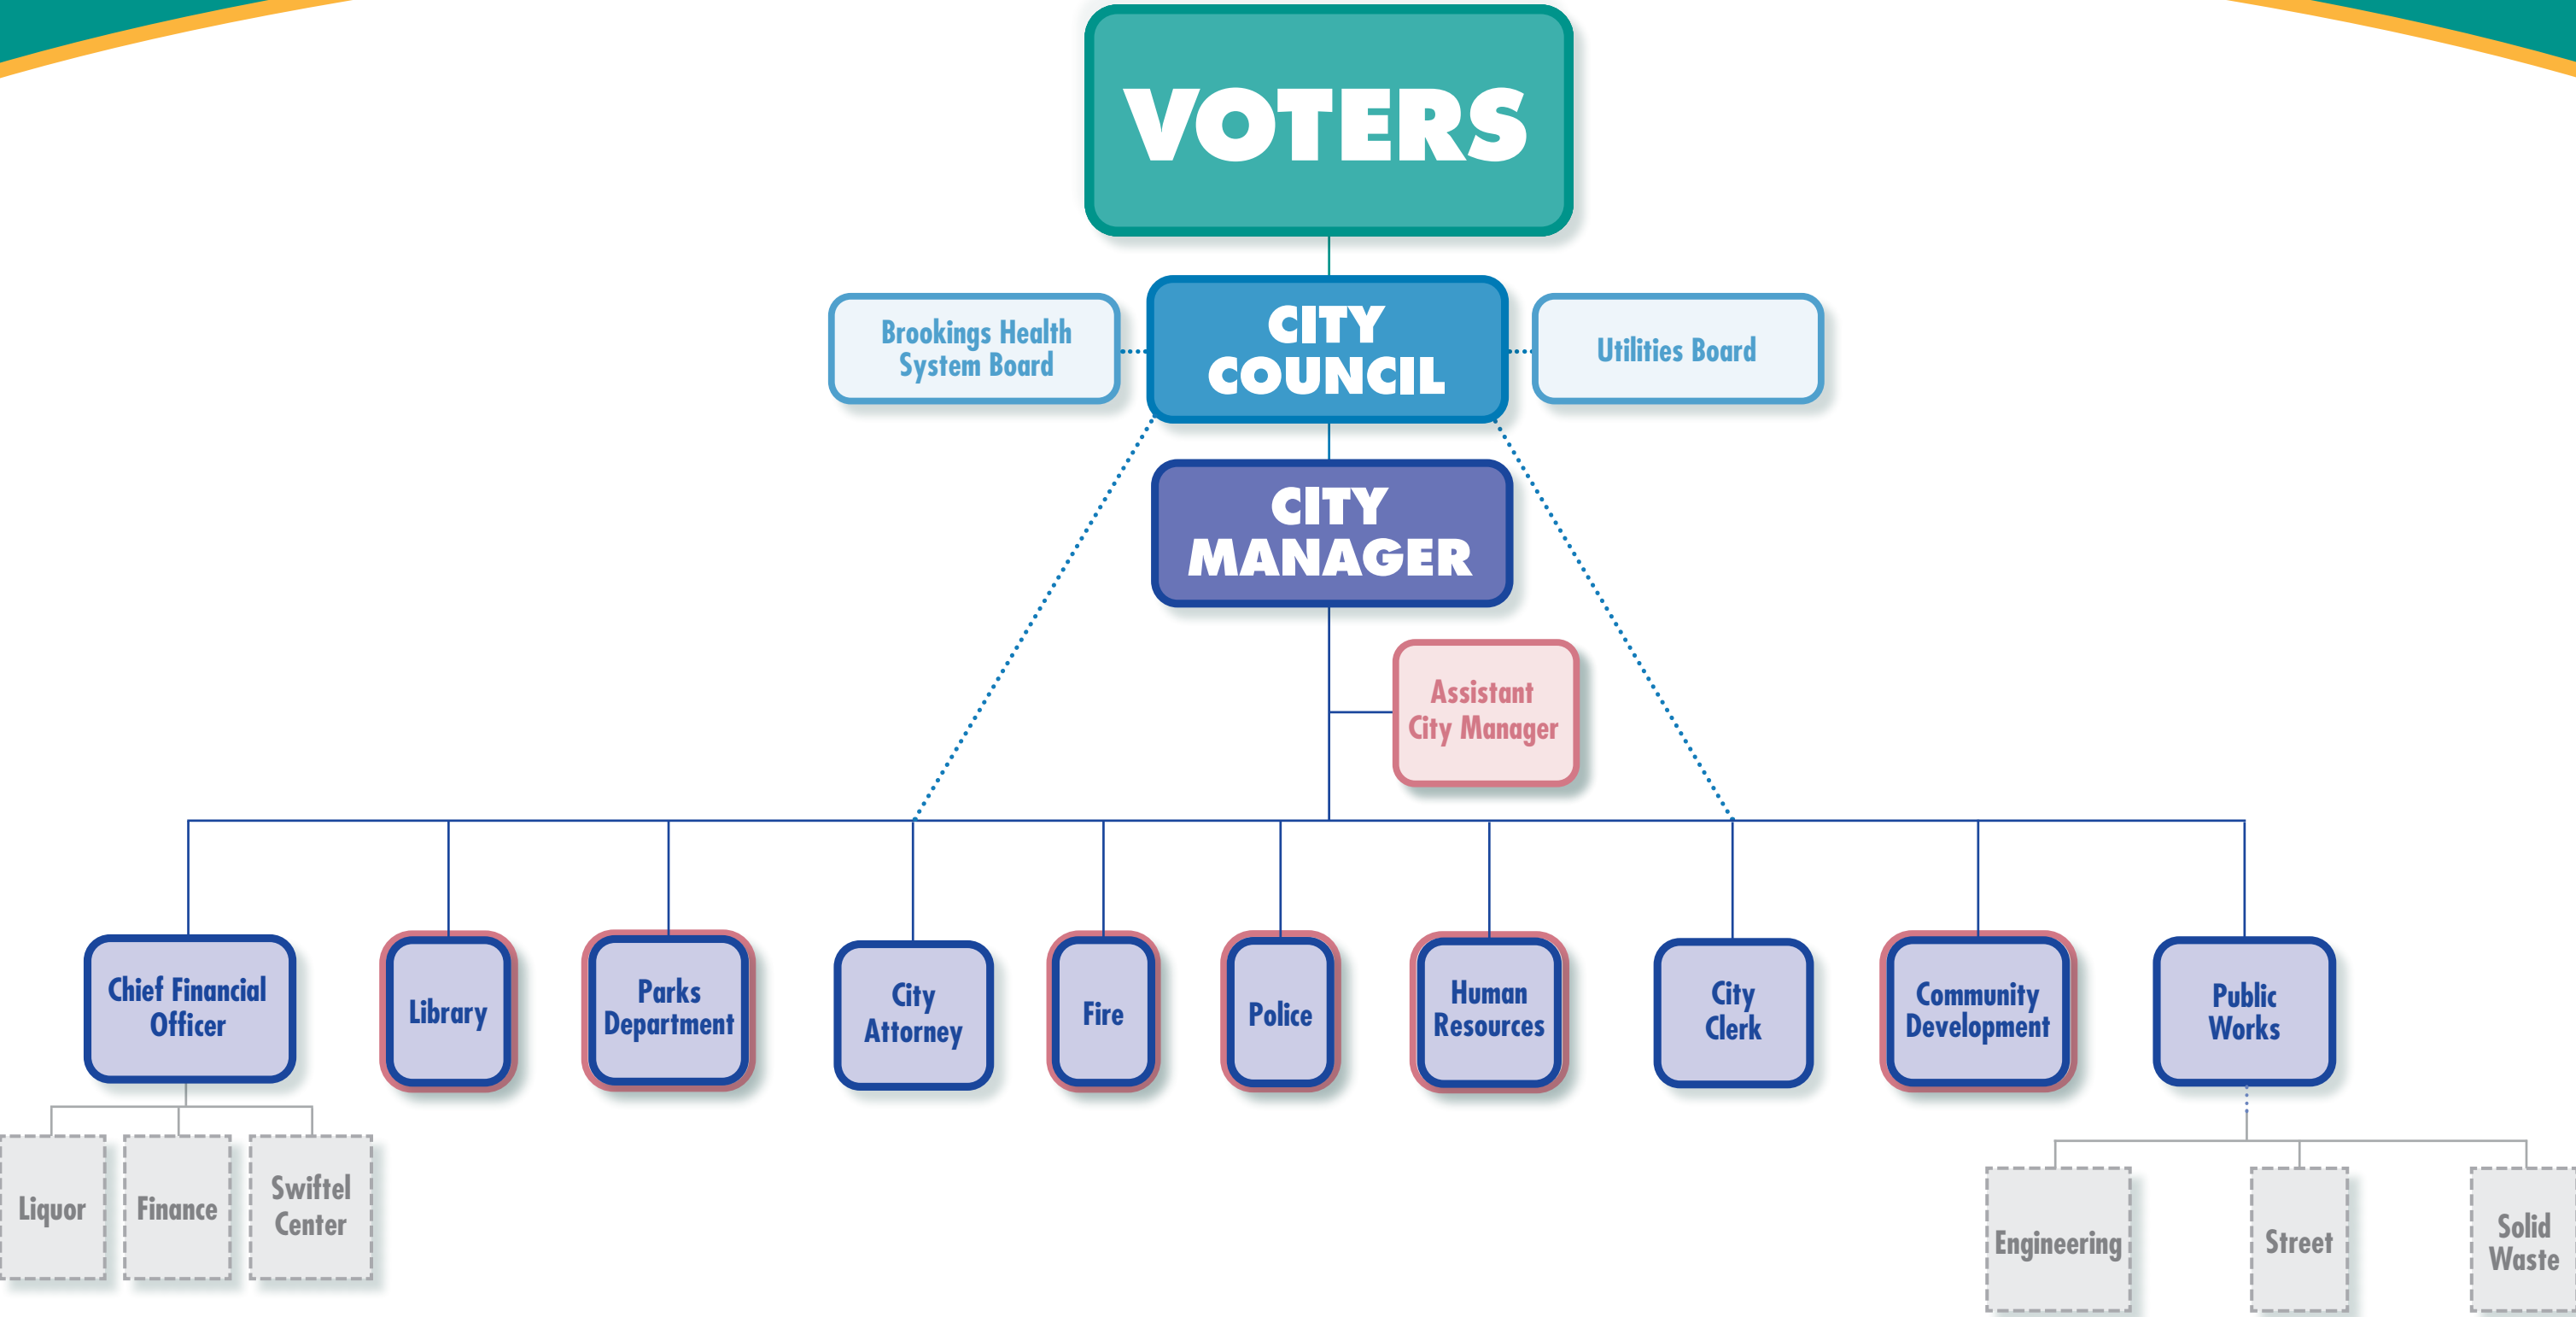 VOTERS
Brookings Health
System Board
CITY
COUNCIL
Utilities Board
CITY
MANAGER
Assistant
City Manager
Chief Financial
Officer
Library
Parks
Department
City
Attorney
Fire
Police
Human
Resources
City
Clerk
Community
Development
Public
Works
Liquor
Finance
Swiftel
Center
Engineering
Street
Solid
Waste